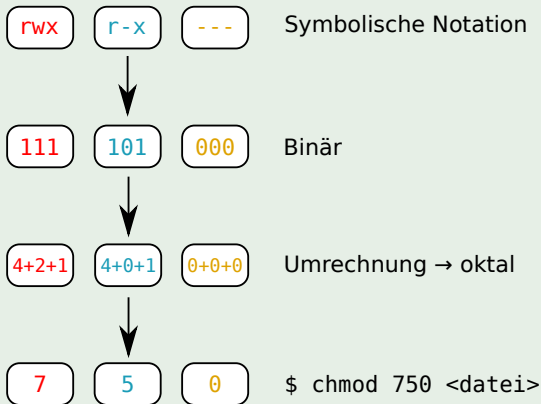 rwx r-x --- Symbolische Notation
111 101 000 Binär
4+2+1 4+0+1 0+0+0 Umrechnung → oktal
7 5 0 $ chmod 750 <datei>